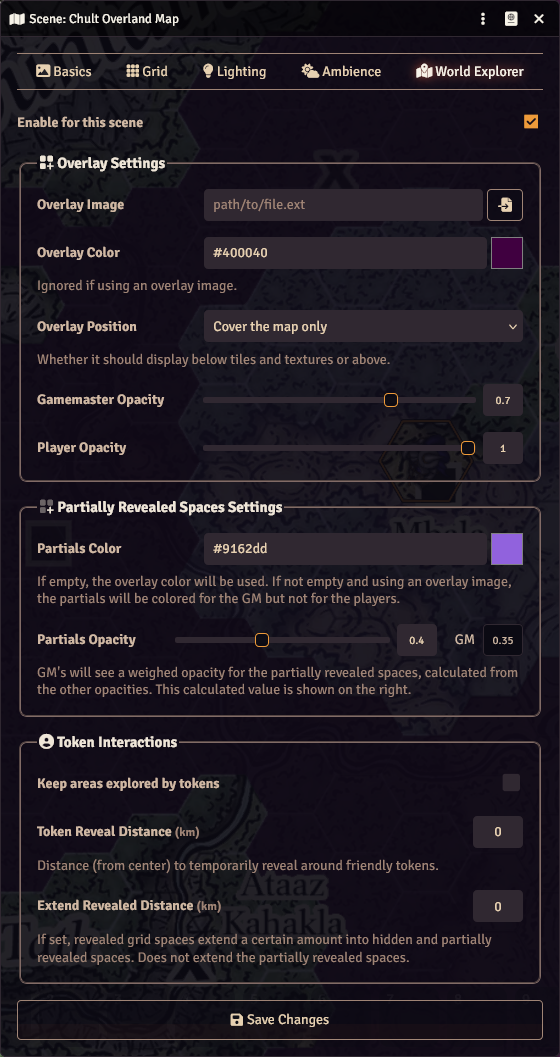 Scene: Chult Overland Map
Basics Grid Lighting Ambience World Explorer
Enable for this scene
Overlay Settings
Overlay Image path/to/file.ext
Overlay Color #400040
Ignored if using an overlay image.
Overlay Position Cover the map only
Whether it should display below tiles and textures or above.
Gamemaster Opacity 0.7
Player Opacity 1
Partially Revealed Spaces Settings
Partials Color #9162dd
If empty, the overlay color will be used. If not empty and using an overlay image,
the partials will be colored for the GM but not for the players.
Partials Opacity 0.4 GM 0.35
GM's will see a weighed opacity for the partially revealed spaces, calculated from
the other opacities. This calculated value is shown on the right.
Token Interactions
Keep areas explored by tokens
Token Reveal Distance (km) 0
Distance (from center) to temporarily reveal around friendly tokens.
Ataaz
Extend Revealed Distance (km) 0
Kahakla
If set, revealed grid spaces extend a certain amount into hidden and partially
revealed spaces. Does not extend the partially revealed spaces.
Save Changes